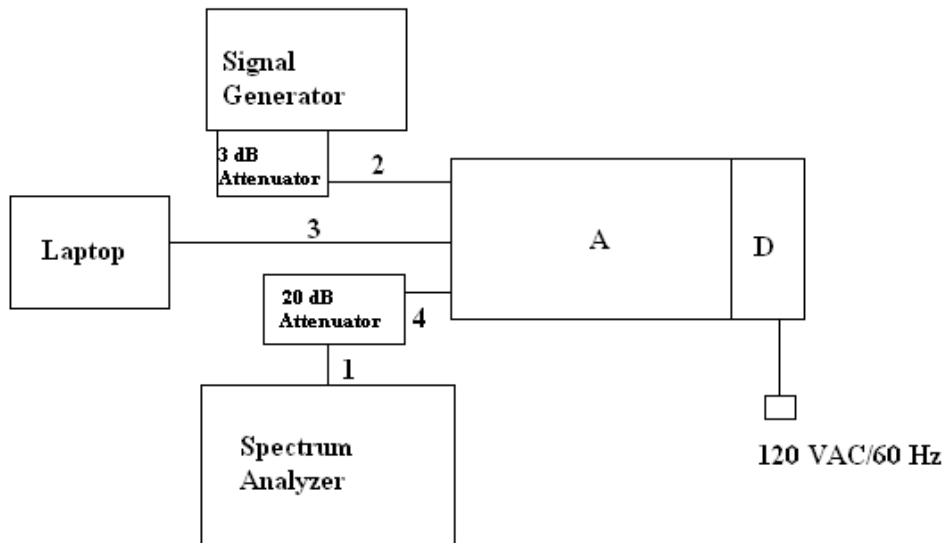 Signal
Generator
3 dB
Attenuator
2
3
Laptop
A
D
20 dB
Attenuator
4
1
Spectrum
Analyzer
120 VAC/60 Hz